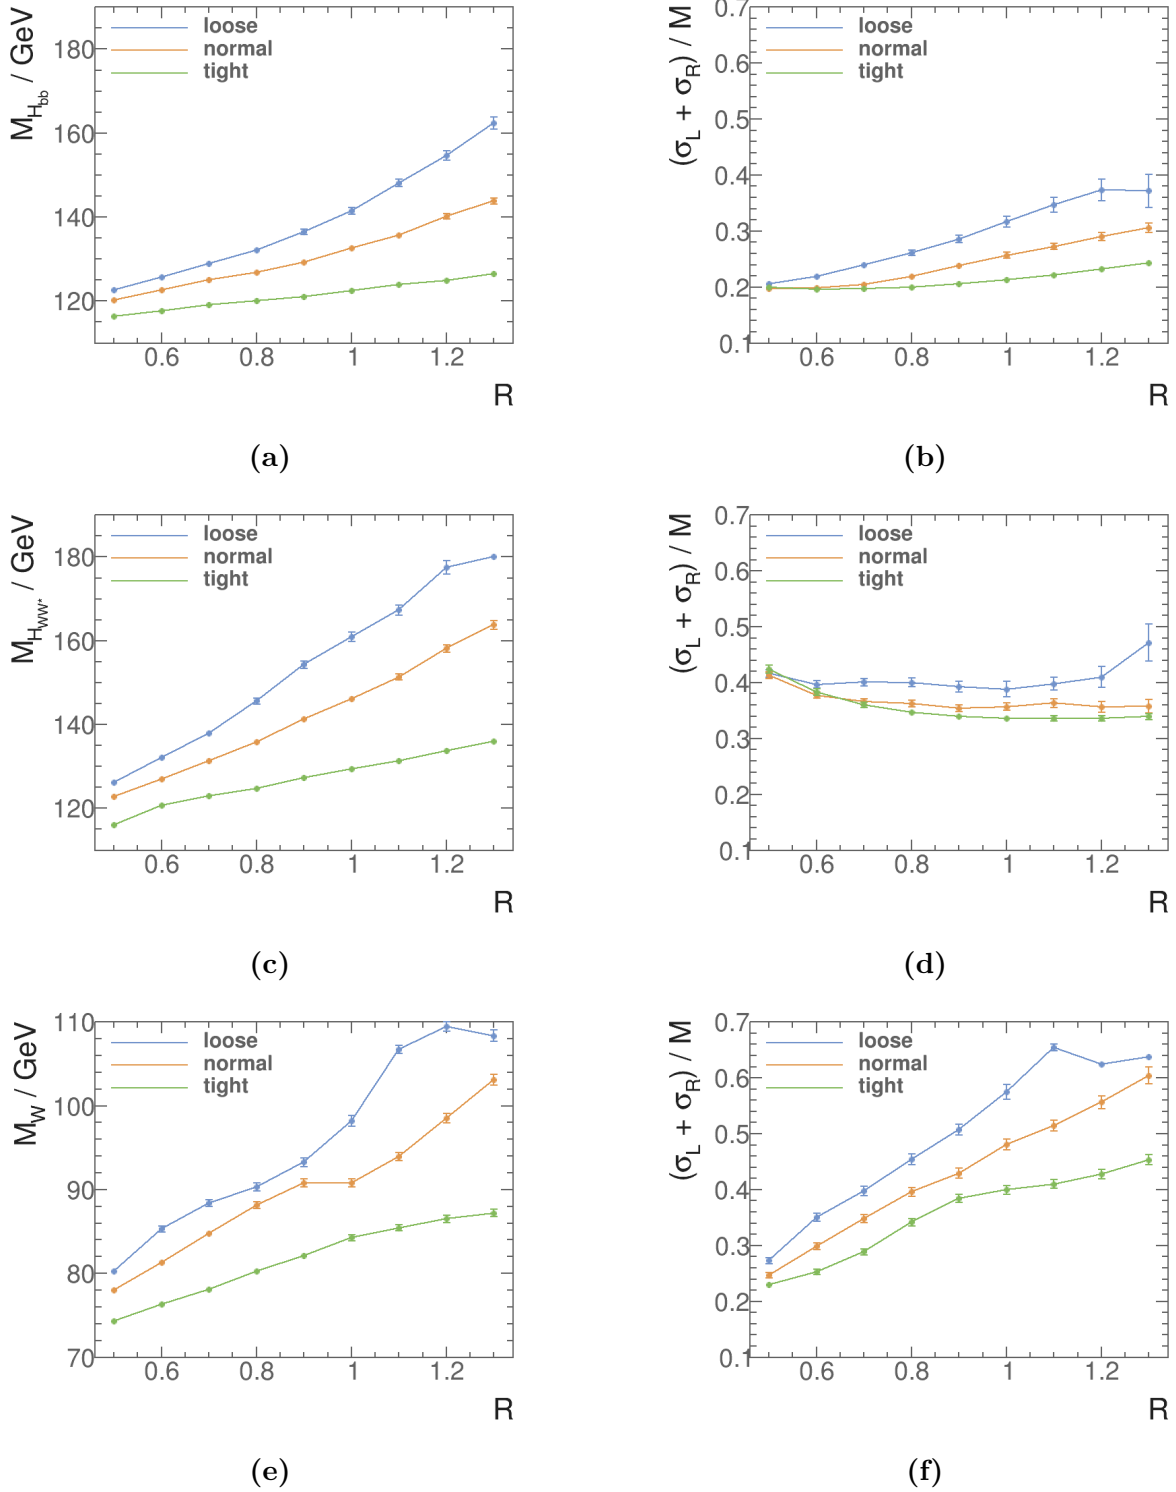 M_{H_{bb}} / GeV
180
160
140
120
loose
normal
tight
0.6 0.8 1 1.2
R
(a)
(σ_L + σ_R) / M
0.7
0.6
0.5
0.4
0.3
0.2
0.1
loose
normal
tight
0.6 0.8 1 1.2
R
(b)
M_{H_{WW*}} / GeV
180
160
140
120
loose
normal
tight
0.6 0.8 1 1.2
R
(c)
(σ_L + σ_R) / M
0.7
0.6
0.5
0.4
0.3
0.2
0.1
loose
normal
tight
0.6 0.8 1 1.2
R
(d)
M_W / GeV
110
100
90
80
70
loose
normal
tight
0.6 0.8 1 1.2
R
(e)
(σ_L + σ_R) / M
0.7
0.6
0.5
0.4
0.3
0.2
0.1
loose
normal
tight
0.6 0.8 1 1.2
R
(f)